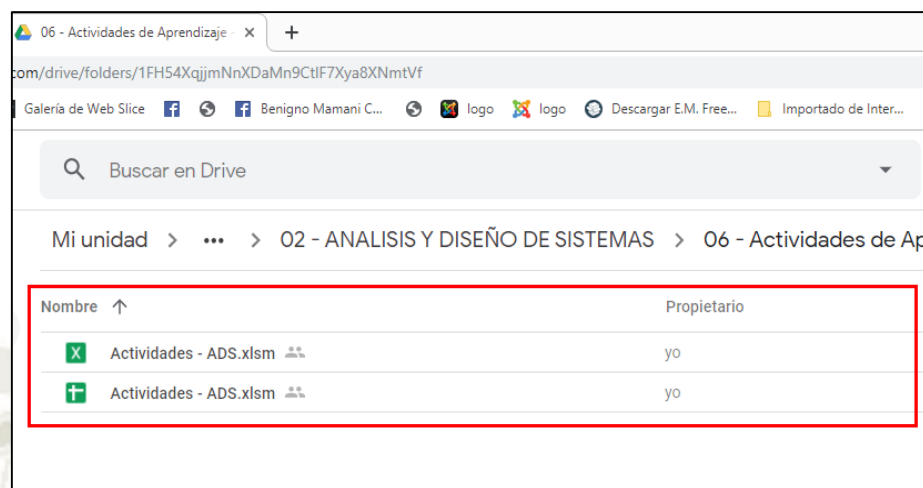 06 - Actividades de Aprendizaje -
com/drive/folders/1FH54XqjjmNnXDaMn9CtIF7Xya8XNmtVf
Galería de Web Slice Benigno Mamani C... logo logo Descargar E.M. Free... Importado de Inter...
Buscar en Drive
Mi unidad > ••• > 02 - ANALISIS Y DISEÑO DE SISTEMAS > 06 - Actividades de Ap
Nombre Propietario
Actividades - ADS.xlsm yo
Actividades - ADS.xlsm yo